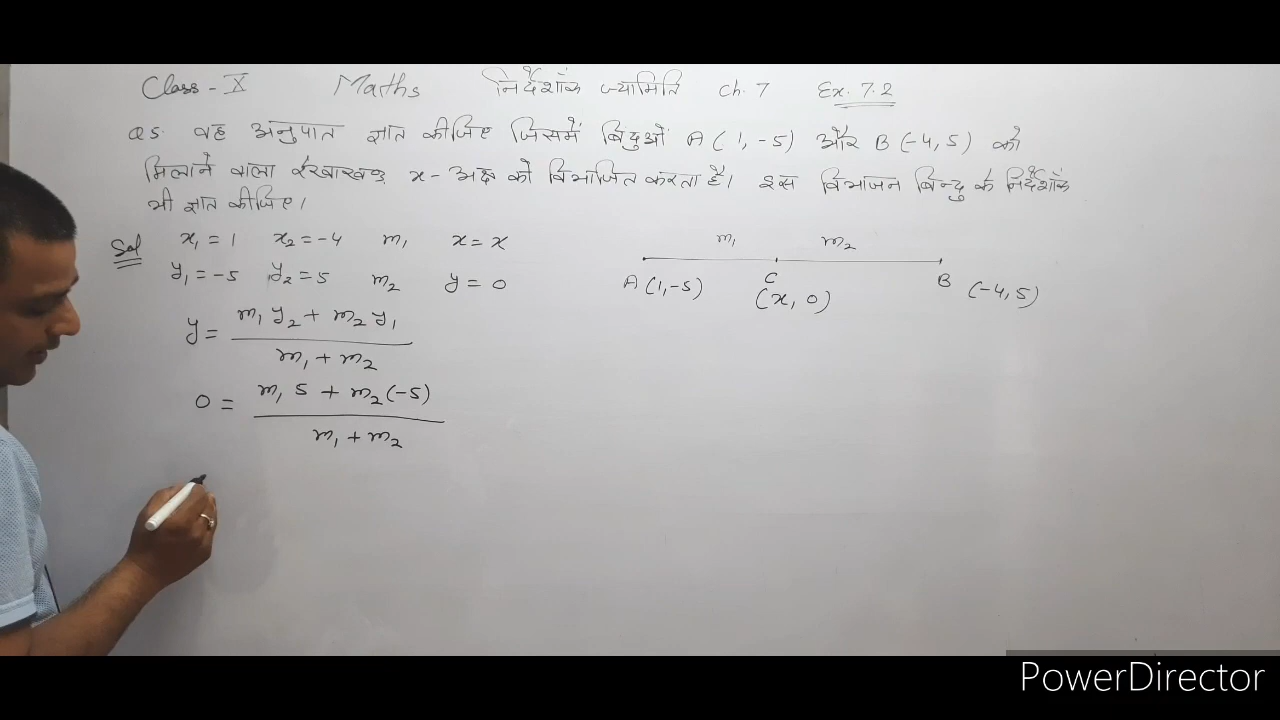 Class - X Maths निर्देशांक ज्यामिति Ch. 7 Ex. 7.2
Q5. वह अनुपात ज्ञात कीजिए जिसमें बिंदुओं A (1, -5) और B (-4, 5) को
मिलाने वाला रेखाखण्ड x-अक्ष को विभाजित करता है। इस विभाजन बिन्दु के निर्देशांक
भी ज्ञात कीजिए।
Sol x₁ = 1 x₂ = -4 m₁ x = x
y₁ = -5 y₂ = 5 m₂ y = 0
m₁ m₂
A (1, -5) C B (-4, 5)
(x, 0)
y = (m₁ y₂ + m₂ y₁) / (m₁ + m₂)
0 = (m₁ 5 + m₂ (-5)) / (m₁ + m₂)
PowerDirector